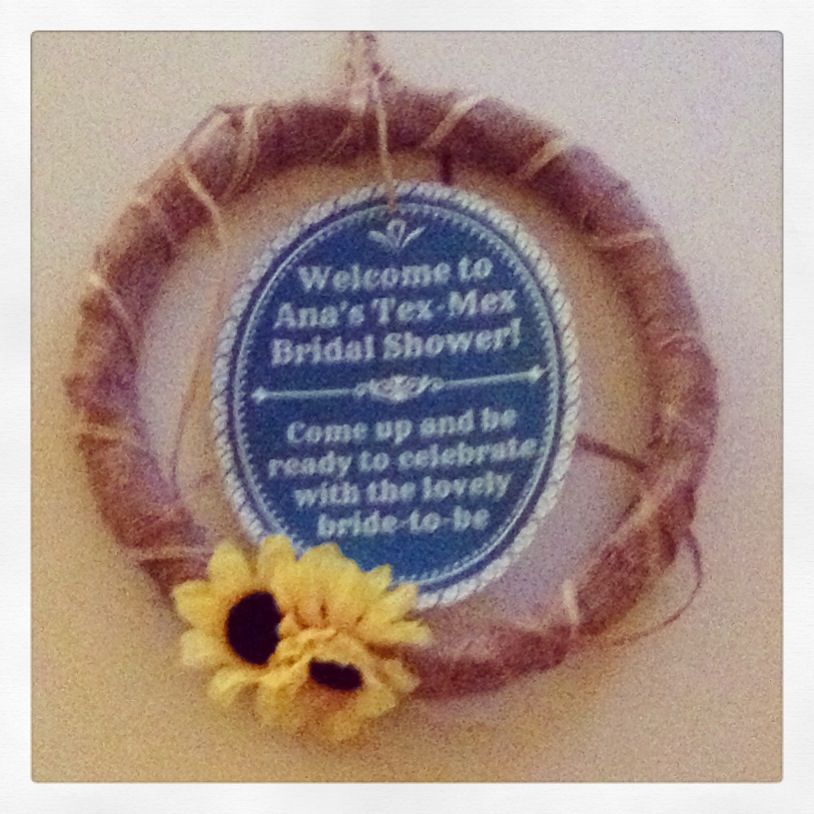 Welcome to
Ana's Tex-Mex
Bridal Shower!
Come up and be
ready to celebrate
with the lovely
bride-to-be